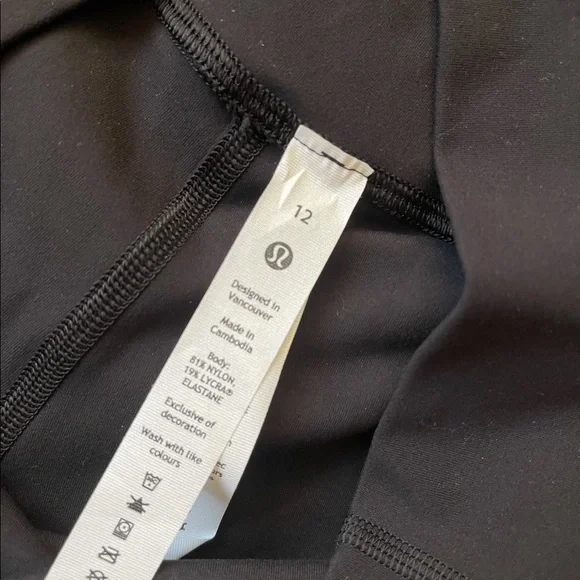 12
Designed in
Vancouver
Made in
Cambodia
Body:
81% NYLON,
19% LYCRA®
ELASTANE
Exclusive of
decoration
Wash with like
colours